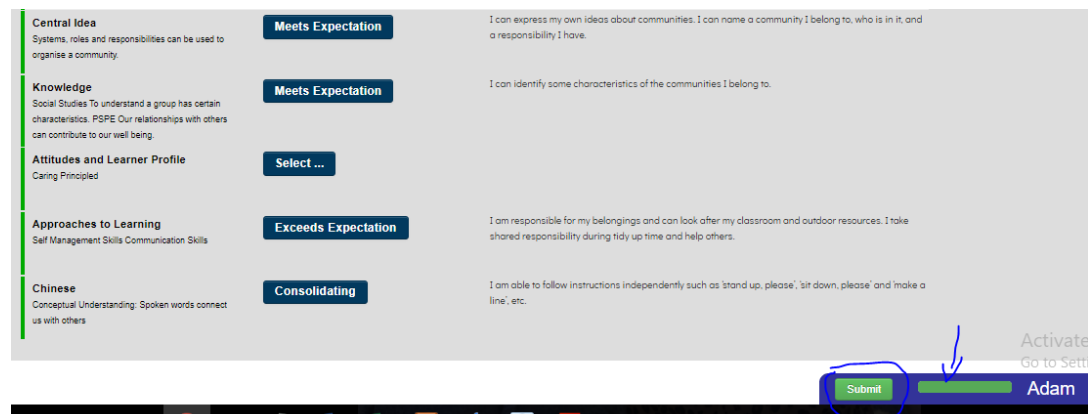 Central Idea
Systems, roles and responsibilities can be used to
organise a community.
Meets Expectation
I can express my own ideas about communities. I can name a community I belong to, who is in it, and
a responsibility I have.
Knowledge
Social Studies To understand a group has certain
characteristics. PSPE Our relationships with others
can contribute to our well being.
Meets Expectation
I can identify some characteristics of the communities I belong to.
Attitudes and Learner Profile
Caring Principled
Select ...
Approaches to Learning
Self Management Skills Communication Skills
Exceeds Expectation
I am responsible for my belongings and can look after my classroom and outdoor resources. I take
shared responsibility during tidy up time and help others.
Chinese
Conceptual Understanding: Spoken words connect
us with others
Consolidating
I am able to follow instructions independently such as 'stand up, please', 'sit down, please' and 'make a
line', etc.
Activate
Go to Sett
Submit
Adam